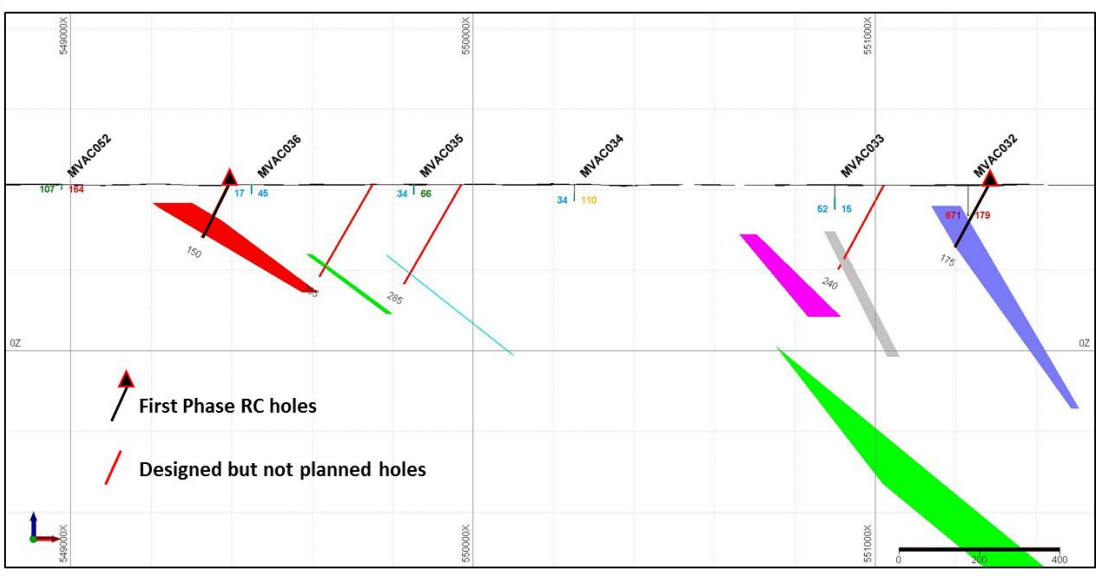 549000X
550000X
551000X
MVAC052
MVAC036
MVAC035
MVAC034
MVAC033
MVAC032
107 164
17 45
34 66
34 110
52 15
671 179
150
285
240
175
0Z
0Z
First Phase RC holes
Designed but not planned holes
549000X
550000X
551000X
0 200 400